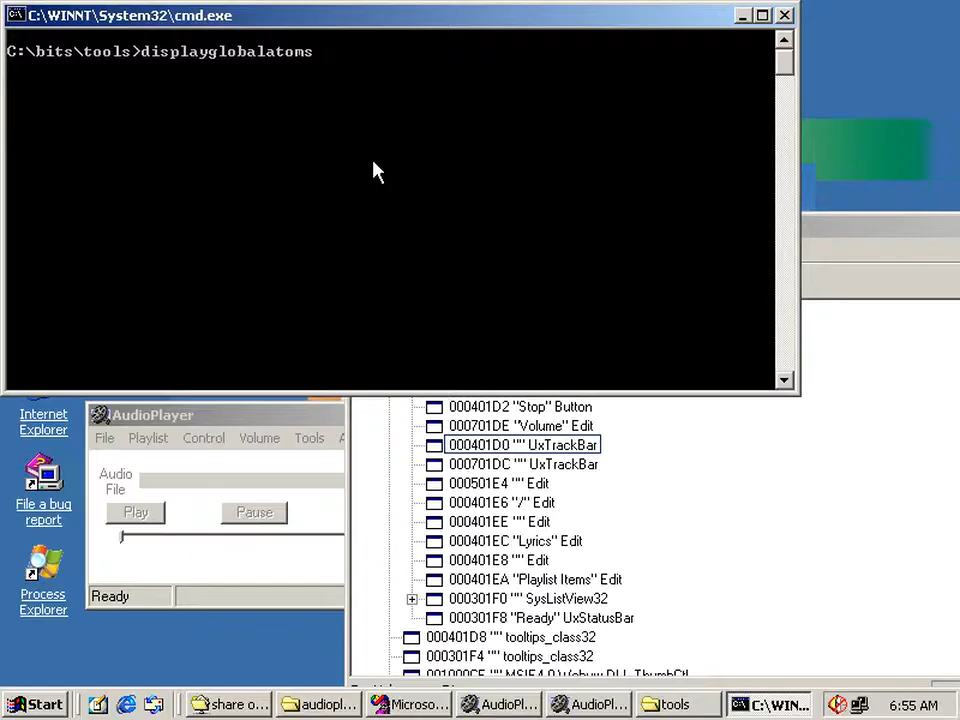 C:\WINNT\System32\cmd.exe
C:\bits\tools>displayglobalatoms
Internet
Explorer
File a bug
report
Process
Explorer
AudioPlayer
File Playlist Control Volume Tools
Audio
File
Play Pause
Ready
000401D2 "Stop" Button
000701DE "Volume" Edit
000401D0 "" UxTrackBar
000701DC "" UxTrackBar
000501E4 "" Edit
000401E6 "/" Edit
000401EE "" Edit
000401EC "Lyrics" Edit
000401E8 "" Edit
000401EA "Playlist Items" Edit
000301F0 "" SysListView32
000301F8 "Ready" UxStatusBar
000401D8 "" tooltips_class32
000301F4 "" tooltips_class32
Start share o... audiopl... Microso... AudioPl... AudioPl... tools C:\WIN... 6:55 AM